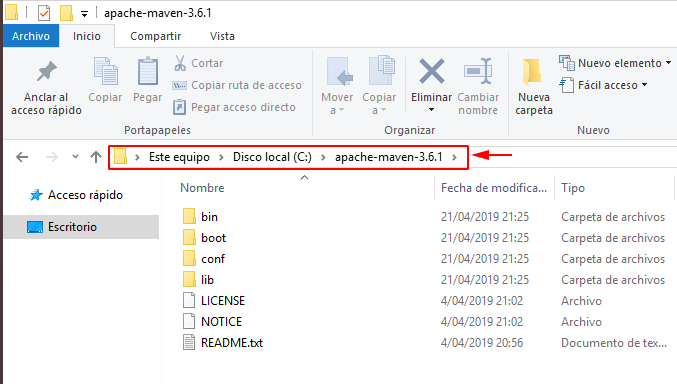 apache-maven-3.6.1
Archivo Inicio Compartir Vista
Anclar al acceso rápido
Copiar
Pegar
Cortar
Copiar ruta de acceso
Pegar acceso directo
Portapapeles
Mover a
Copiar a
Eliminar
Cambiar nombre
Organizar
Nueva carpeta
Nuevo elemento
Fácil acceso
Nuevo
Este equipo > Disco local (C:) > apache-maven-3.6.1 >
Acceso rápido
Escritorio
Nombre Fecha de modifica... Tipo
bin 21/04/2019 21:25 Carpeta de archivos
boot 21/04/2019 21:25 Carpeta de archivos
conf 21/04/2019 21:25 Carpeta de archivos
lib 21/04/2019 21:25 Carpeta de archivos
LICENSE 4/04/2019 21:02 Archivo
NOTICE 4/04/2019 21:02 Archivo
README.txt 4/04/2019 20:56 Documento de tex...